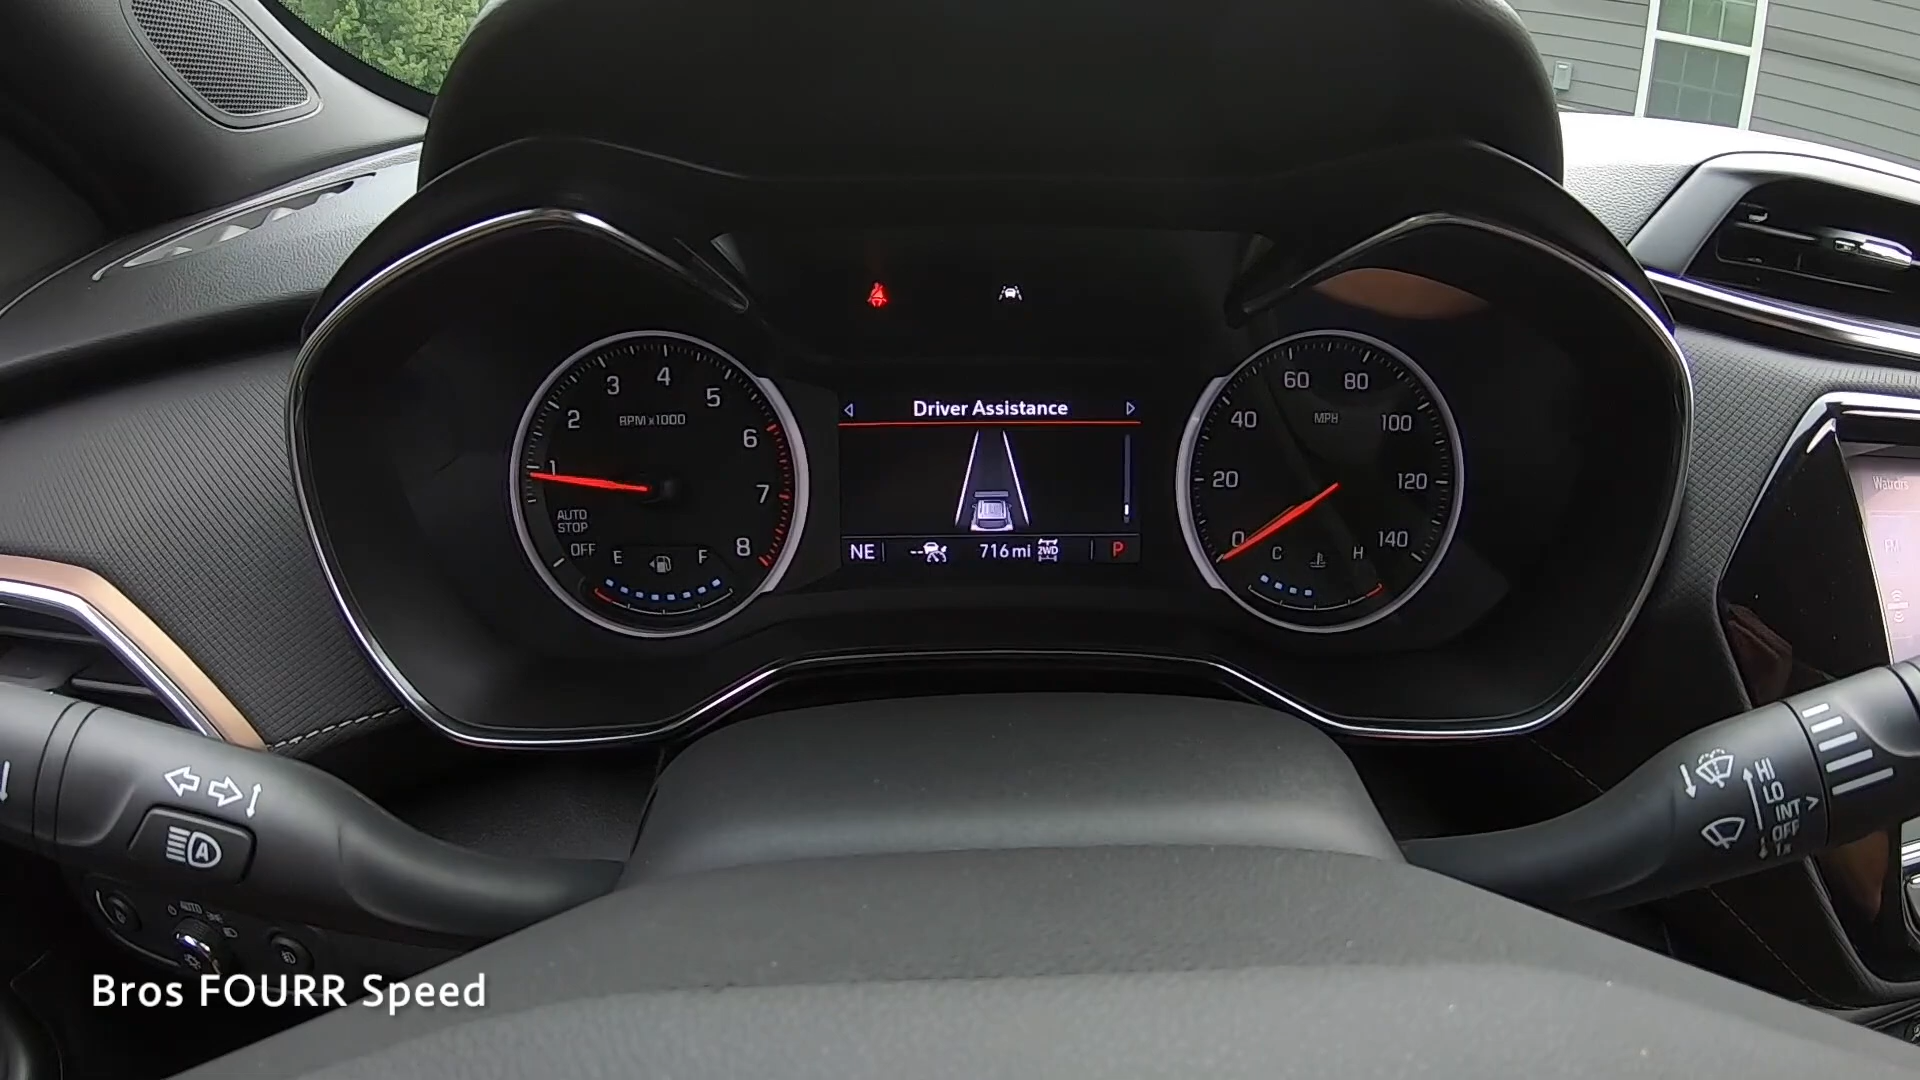 Driver Assistance
NE
716 mi
2WD
P
1
2
3
4
5
6
7
8
RPM x1000
AUTO
STOP
OFF
E
F
0
20
40
60
80
100
120
140
MPH
C
H
A
AUTO
HI
LO
INT
OFF
1x
Bros FOURR Speed